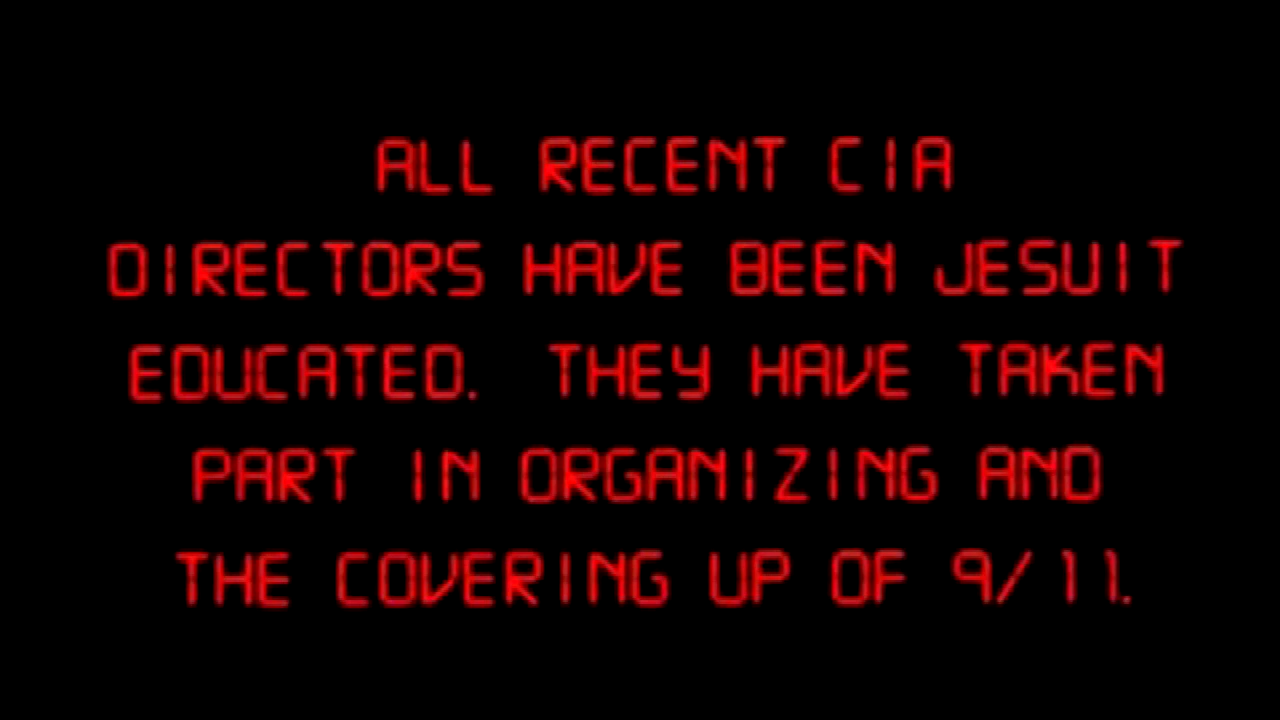 ALL RECENT CIA
DIRECTORS HAVE BEEN JESUIT
EDUCATED. THEY HAVE TAKEN
PART IN ORGANIZING AND
THE COVERING UP OF 9/11.